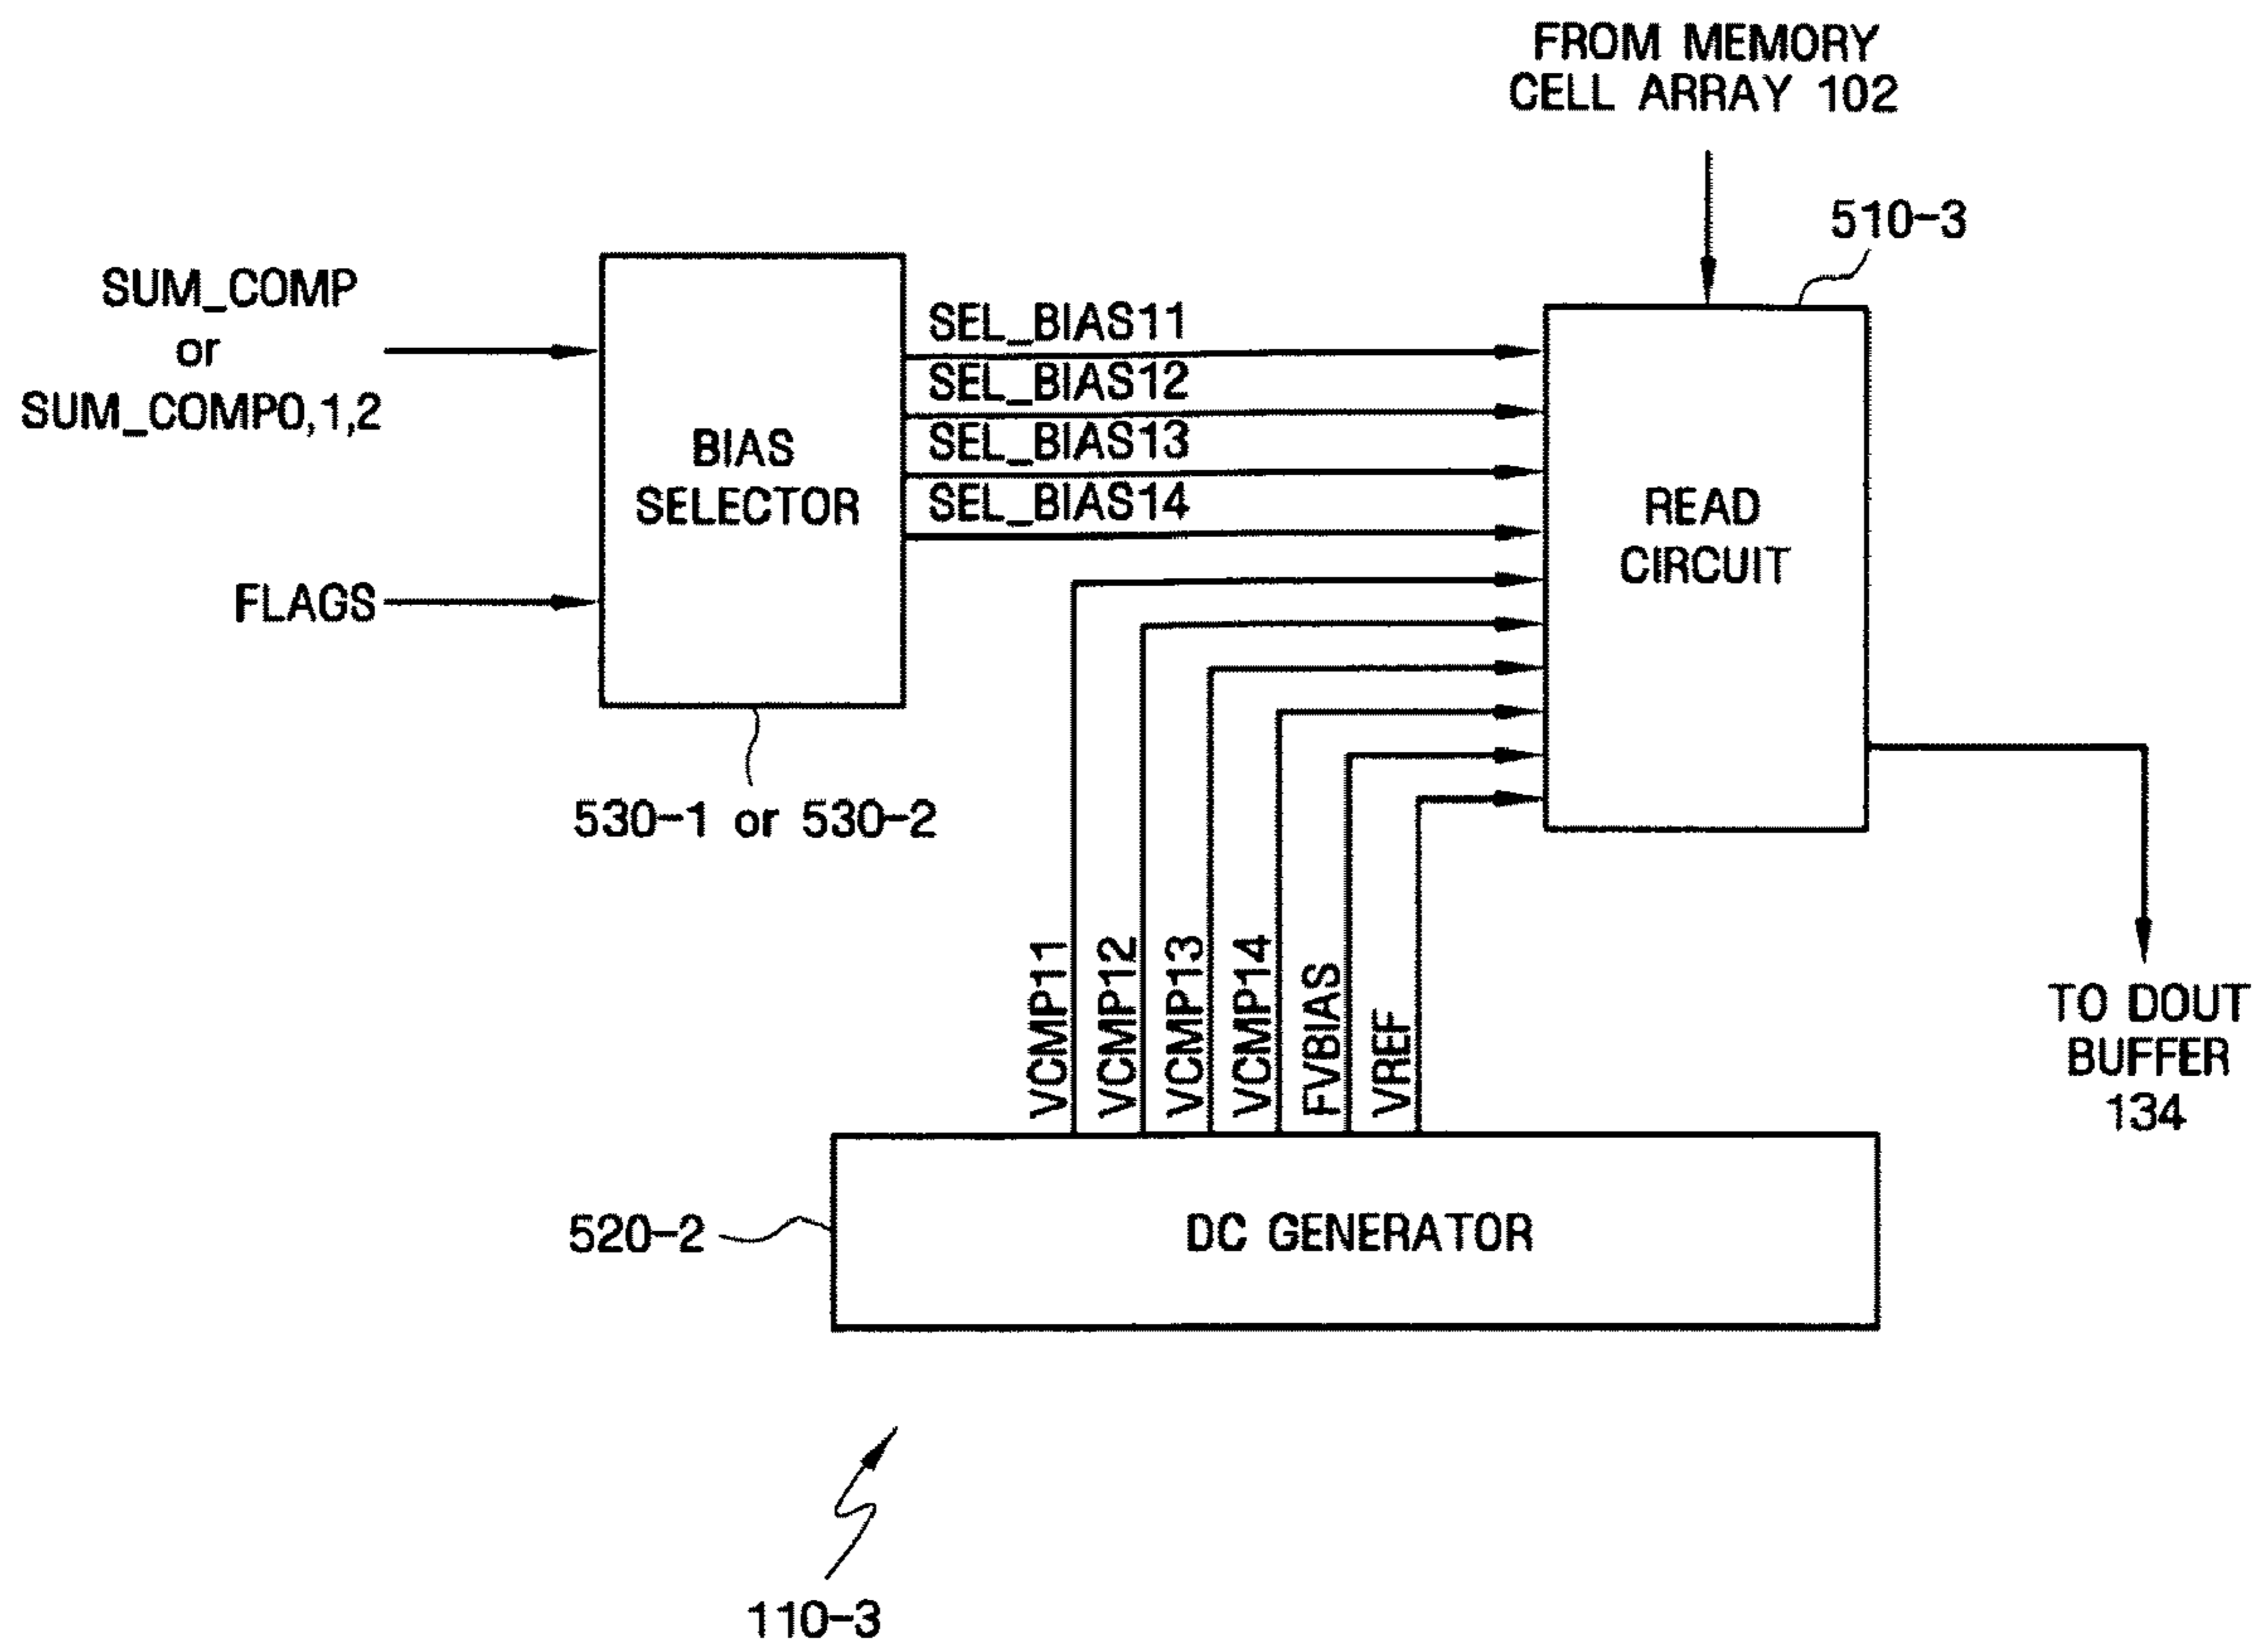 FROM MEMORY
CELL ARRAY 102
510-3
SUM_COMP
or
SUM_COMP0,1,2
FLAGS
BIAS
SELECTOR
530-1 or 530-2
SEL_BIAS11
SEL_BIAS12
SEL_BIAS13
SEL_BIAS14
READ
CIRCUIT
VCMP11
VCMP12
VCMP13
VCMP14
FVBIAS
VREF
TO DOUT
BUFFER
134
520-2
DC GENERATOR
110-3